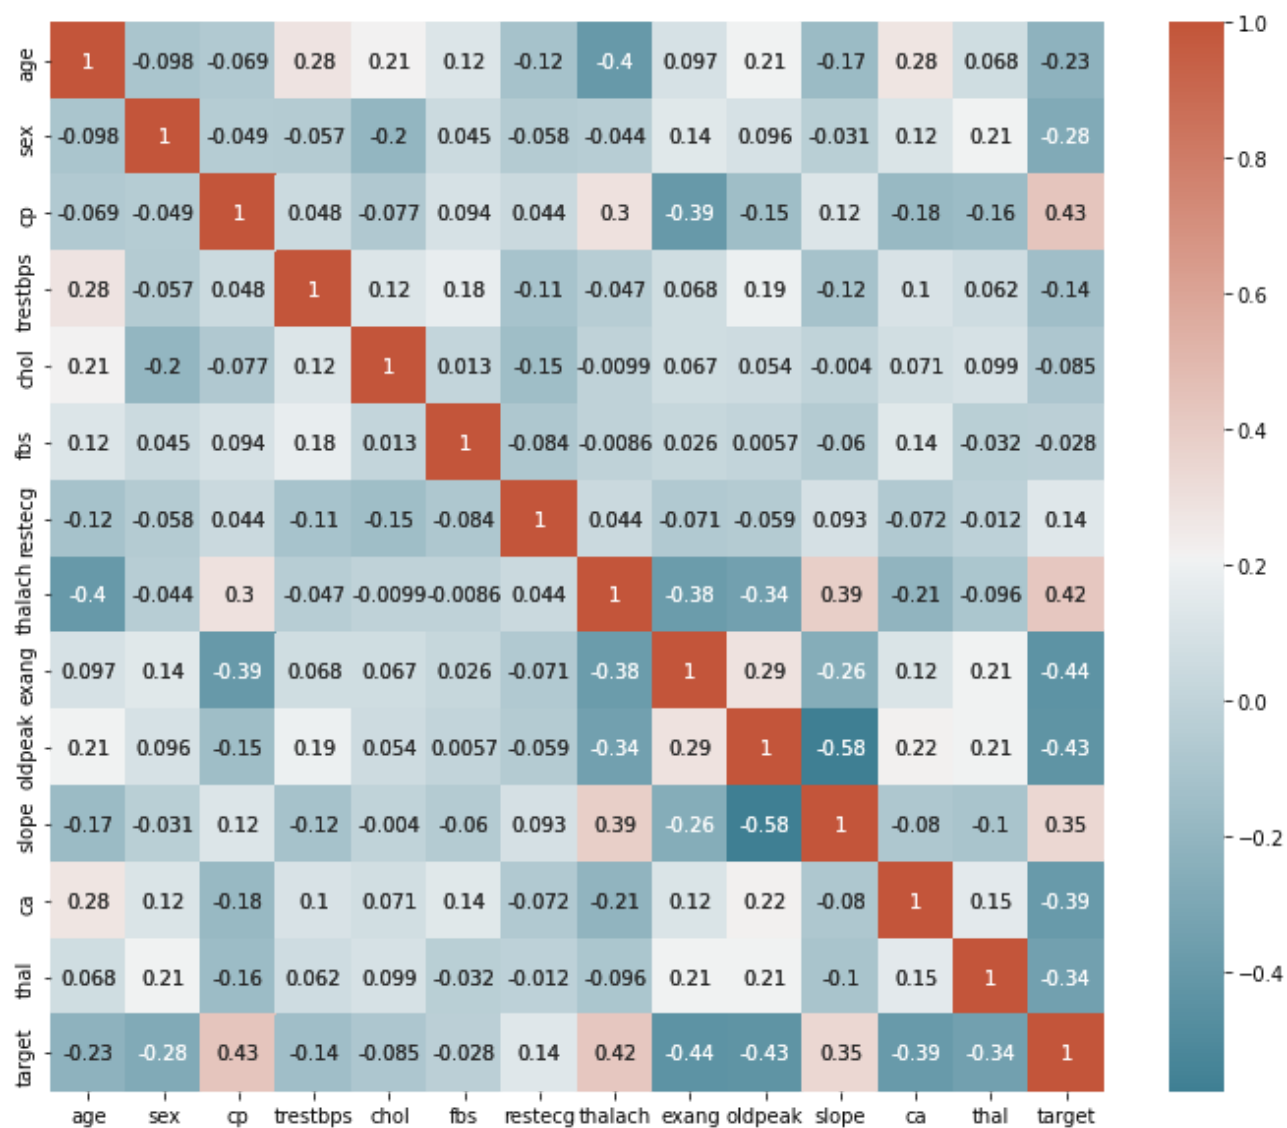 age 1 -0.098 -0.069 0.28 0.21 0.12 -0.12 -0.4 0.097 0.21 -0.17 0.28 0.068 -0.23
sex -0.098 1 -0.049 -0.057 -0.2 0.045 -0.058 -0.044 0.14 0.096 -0.031 0.12 0.21 -0.28
cp -0.069 -0.049 1 0.048 -0.077 0.094 0.044 0.3 -0.39 -0.15 0.12 -0.18 -0.16 0.43
trestbps 0.28 -0.057 0.048 1 0.12 0.18 -0.11 -0.047 0.068 0.19 -0.12 0.1 0.062 -0.14
chol 0.21 -0.2 -0.077 0.12 1 0.013 -0.15 -0.0099 0.067 0.054 -0.004 0.071 0.099 -0.085
fbs 0.12 0.045 0.094 0.18 0.013 1 -0.084 -0.0086 0.026 0.0057 -0.06 0.14 -0.032 -0.028
restecg -0.12 -0.058 0.044 -0.11 -0.15 -0.084 1 0.044 -0.071 -0.059 0.093 -0.072 -0.012 0.14
thalach -0.4 -0.044 0.3 -0.047 -0.0099 -0.0086 0.044 1 -0.38 -0.34 0.39 -0.21 -0.096 0.42
exang 0.097 0.14 -0.39 0.068 0.067 0.026 -0.071 -0.38 1 0.29 -0.26 0.12 0.21 -0.44
oldpeak 0.21 0.096 -0.15 0.19 0.054 0.0057 -0.059 -0.34 0.29 1 -0.58 0.22 0.21 -0.43
slope -0.17 -0.031 0.12 -0.12 -0.004 -0.06 0.093 0.39 -0.26 -0.58 1 -0.08 -0.1 0.35
ca 0.28 0.12 -0.18 0.1 0.071 0.14 -0.072 -0.21 0.12 0.22 -0.08 1 0.15 -0.39
thal 0.068 0.21 -0.16 0.062 0.099 -0.032 -0.012 -0.096 0.21 0.21 -0.1 0.15 1 -0.34
target -0.23 -0.28 0.43 -0.14 -0.085 -0.028 0.14 0.42 -0.44 -0.43 0.35 -0.39 -0.34 1
age sex cp trestbps chol fbs restecg thalach exang oldpeak slope ca thal target
1.0
0.8
0.6
0.4
0.2
0.0
−0.2
−0.4